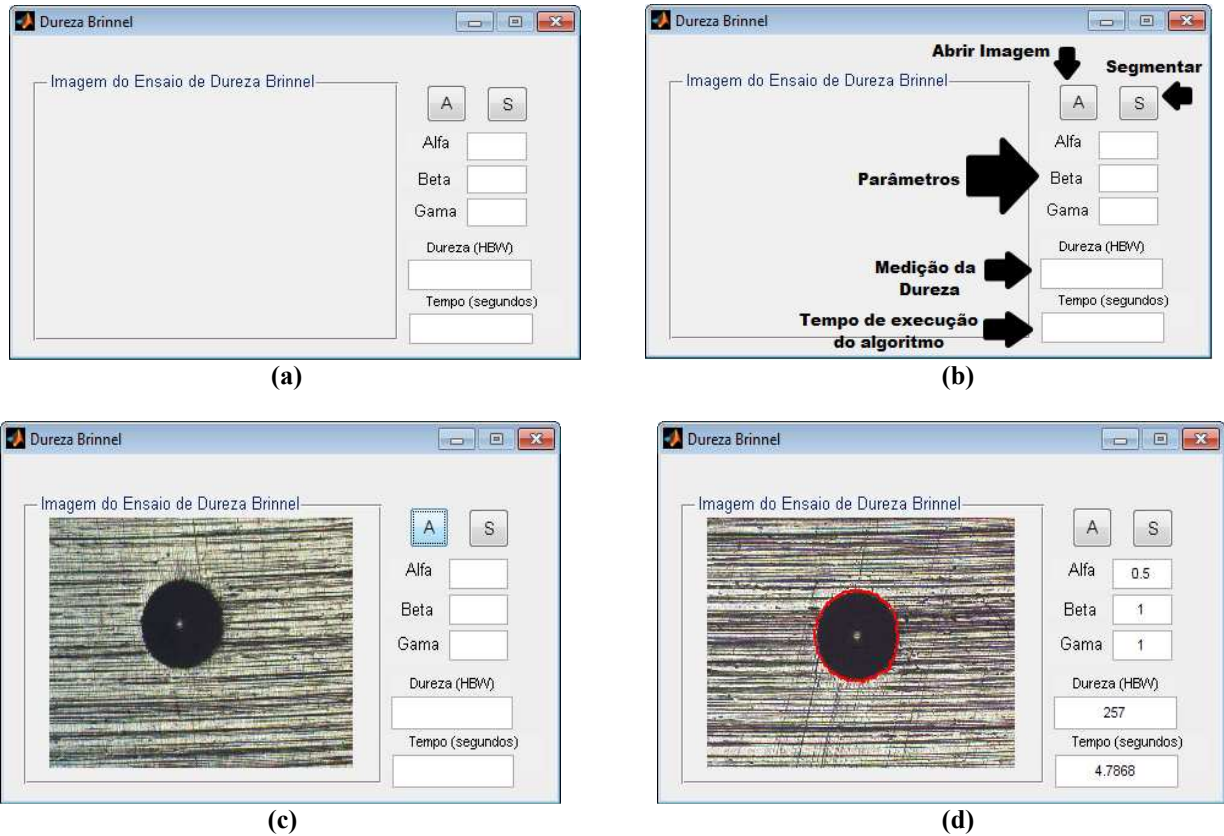 Dureza Brinnel
Imagem do Ensaio de Dureza Brinnel
A S
Alfa
Beta
Gama
Dureza (HBW)
Tempo (segundos)
(a)
Dureza Brinnel
Abrir Imagem
Segmentar
Imagem do Ensaio de Dureza Brinnel
A S
Alfa
Parâmetros
Beta
Gama
Dureza (HBW)
Medição da
Dureza
Tempo (segundos)
Tempo de execução
do algoritmo
(b)
Dureza Brinnel
Imagem do Ensaio de Dureza Brinnel
A S
Alfa
Beta
Gama
Dureza (HBW)
Tempo (segundos)
(c)
Dureza Brinnel
Imagem do Ensaio de Dureza Brinnel
A S
Alfa 0.5
Beta 1
Gama 1
Dureza (HBW)
257
Tempo (segundos)
4.7868
(d)